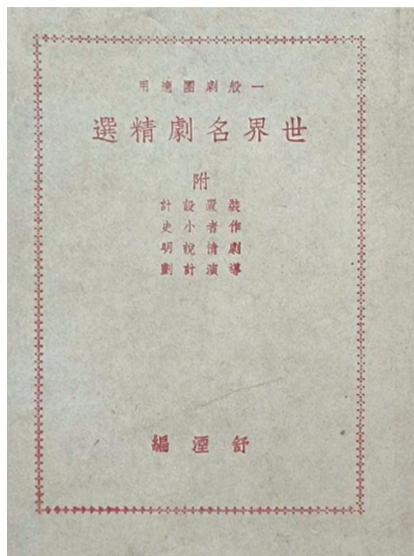 一般劇團適用
世界名劇精選
附
裝置設計
作者小史
劇情說明
導演計劃
舒湮編